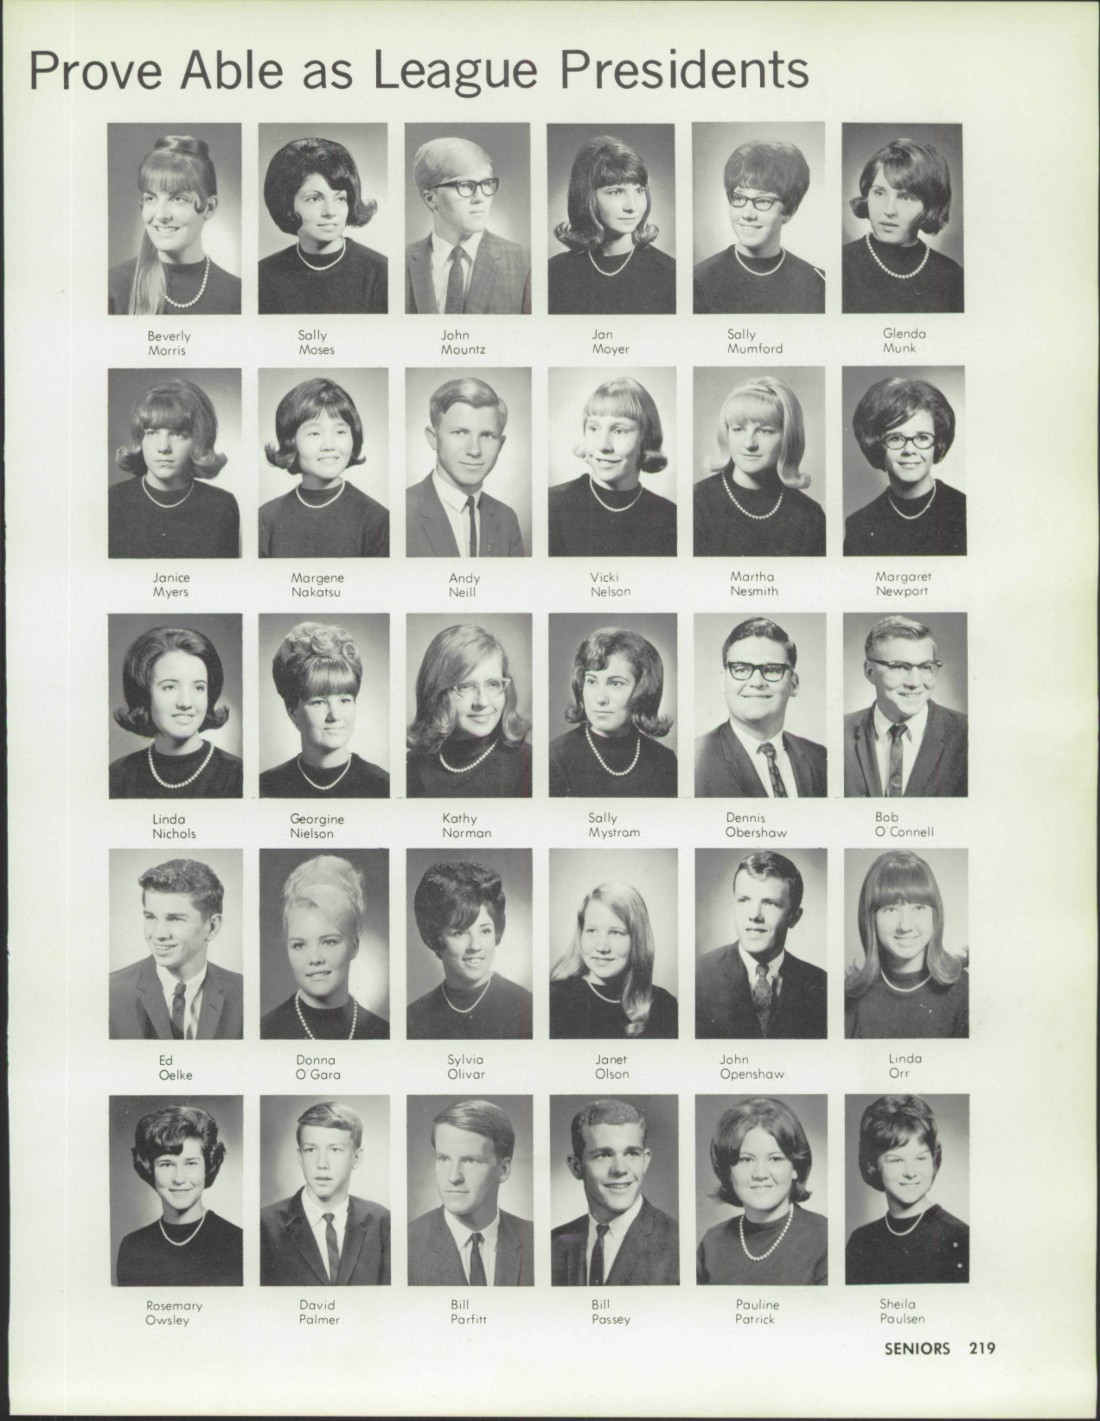 Prove Able as League Presidents
Beverly
Morris
Sally
Moses
John
Mountz
Jan
Moyer
Sally
Mumford
Glenda
Munk
Janice
Myers
Margene
Nakatsu
Andy
Neill
Vicki
Nelson
Martha
Nesmith
Margaret
Newport
Linda
Nichols
Georgine
Nielson
Kathy
Norman
Sally
Mystrom
Dennis
Obershaw
Bob
O'Connell
Ed
Oelke
Donna
O'Gara
Sylvia
Olivar
Janet
Olson
John
Openshaw
Linda
Orr
Rosemary
Owsley
David
Palmer
Bill
Parfitt
Bill
Passey
Pauline
Patrick
Sheila
Paulsen
SENIORS 219